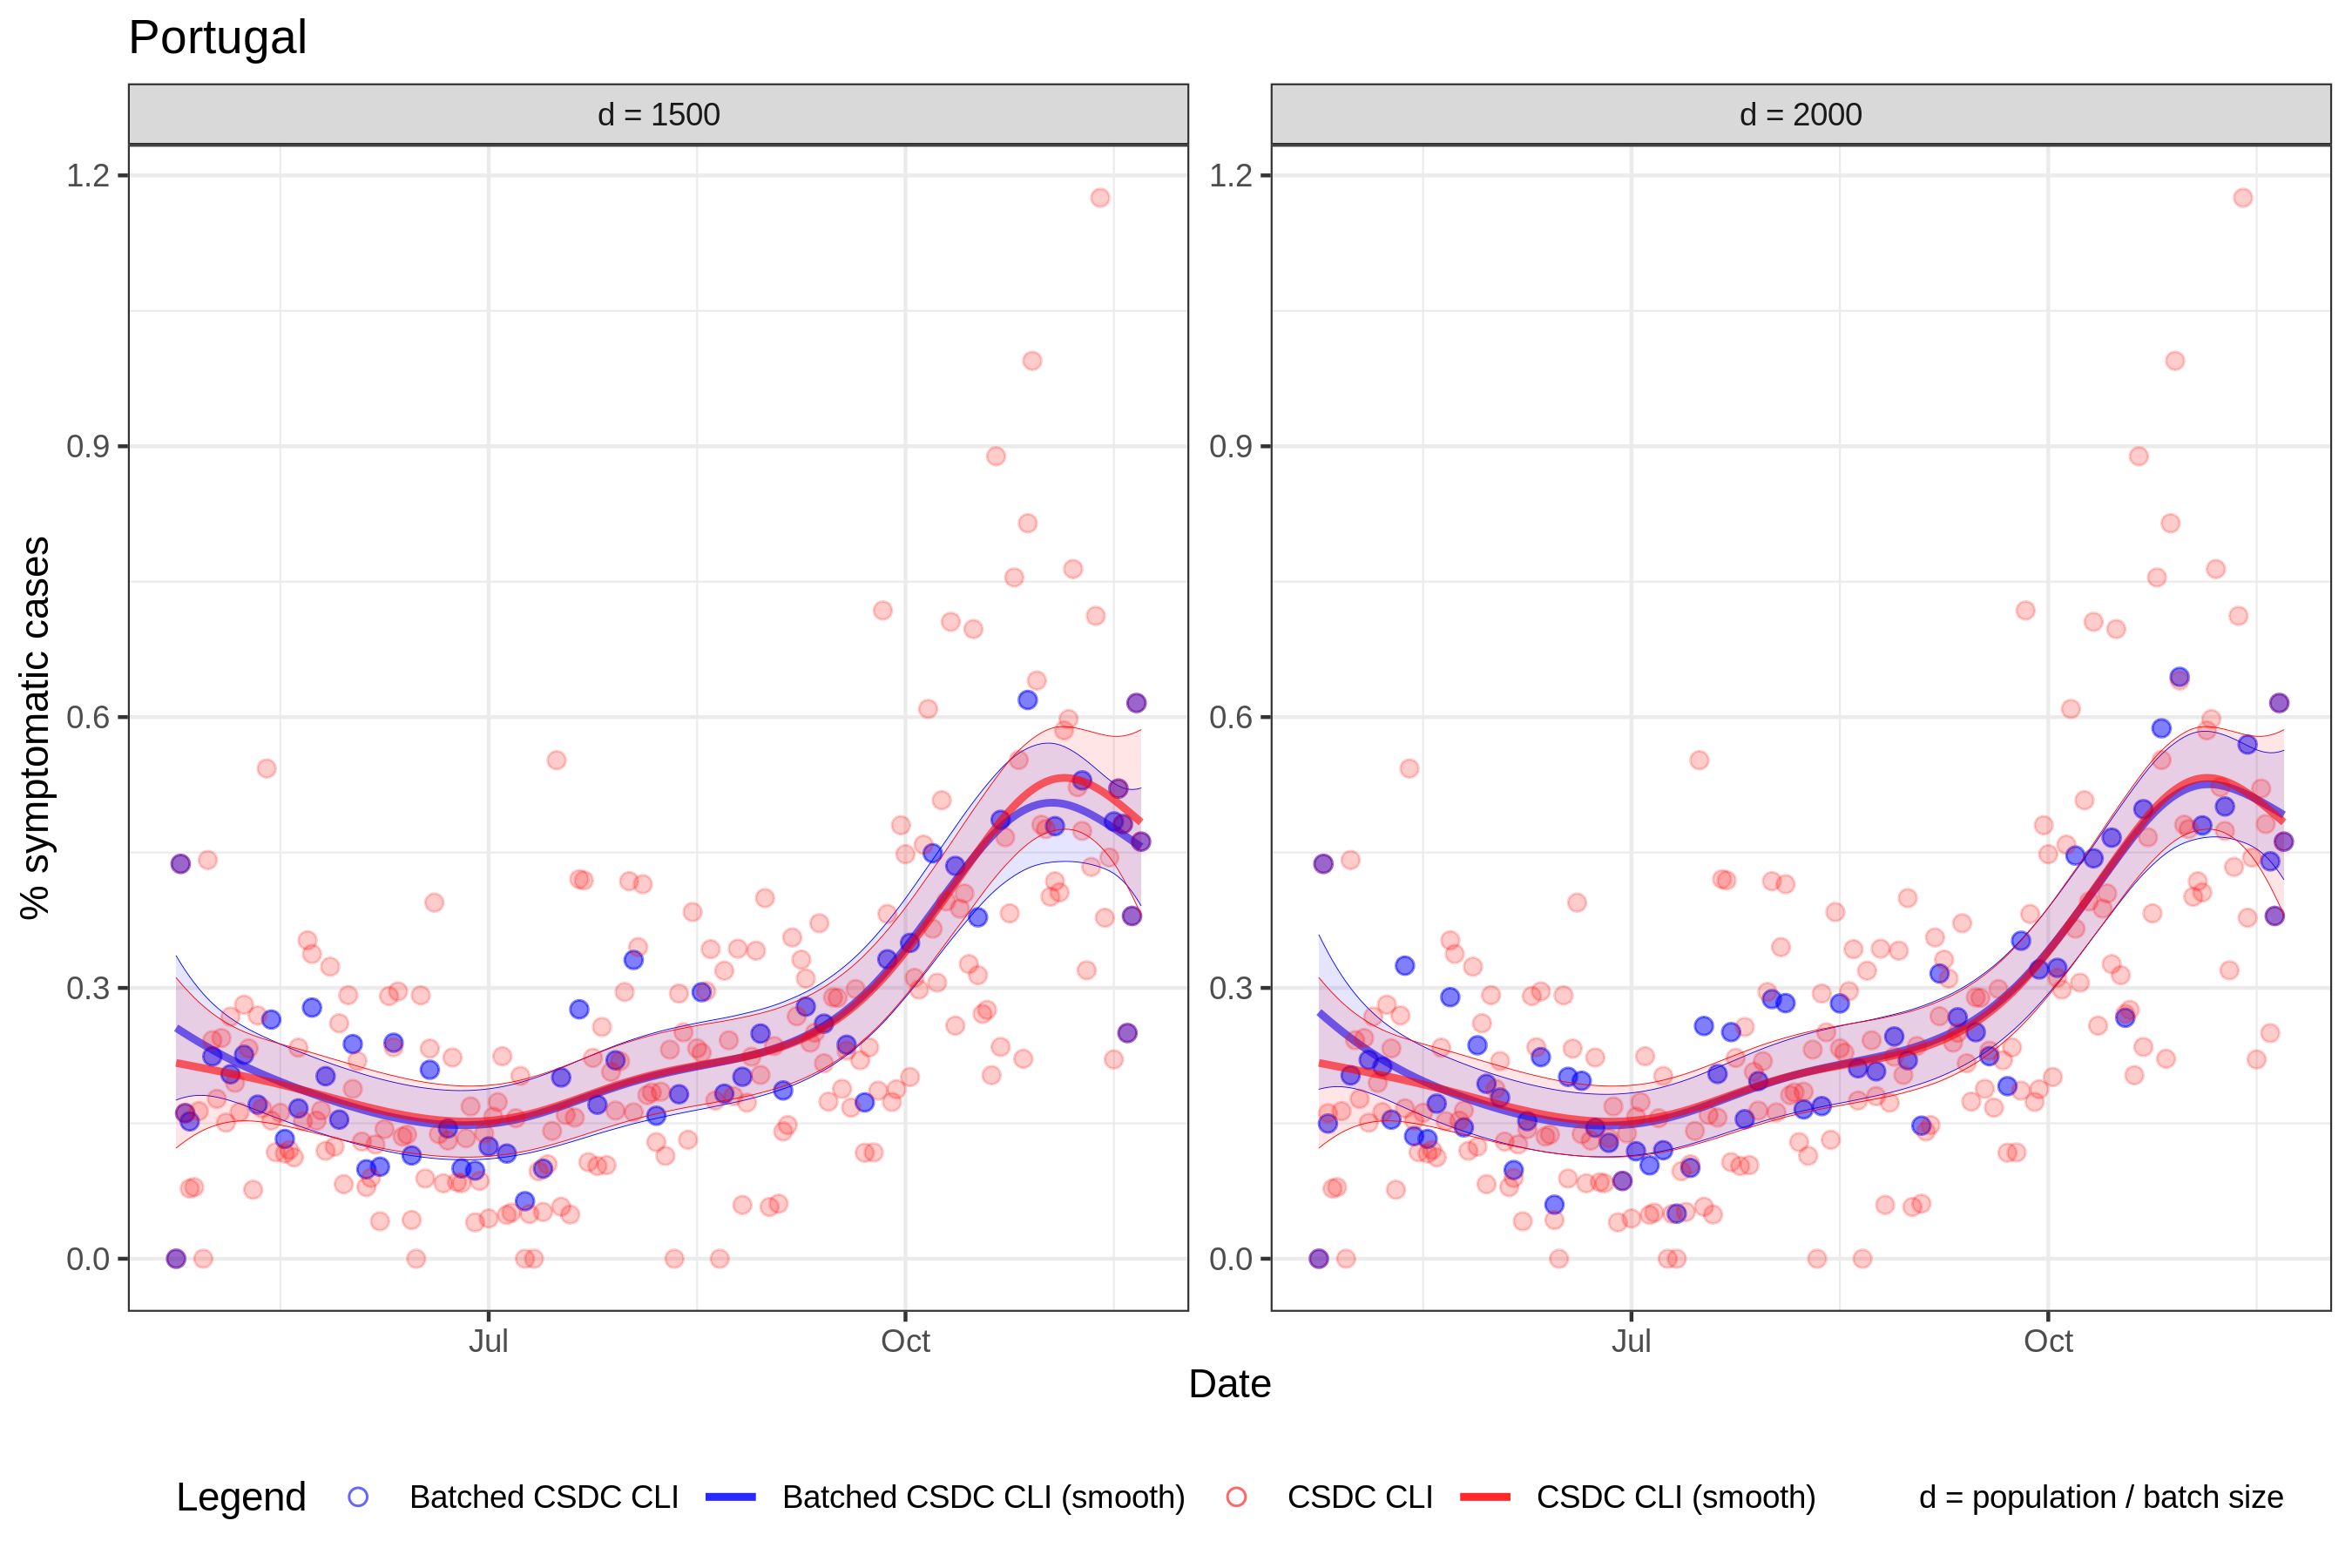 Portugal
d = 1500
d = 2000
% symptomatic cases
1.2
0.9
0.6
0.3
0.0
1.2
0.9
0.6
0.3
0.0
Jul
Oct
Jul
Oct
Date
Legend
Batched CSDC CLI
Batched CSDC CLI (smooth)
CSDC CLI
CSDC CLI (smooth)
d = population / batch size